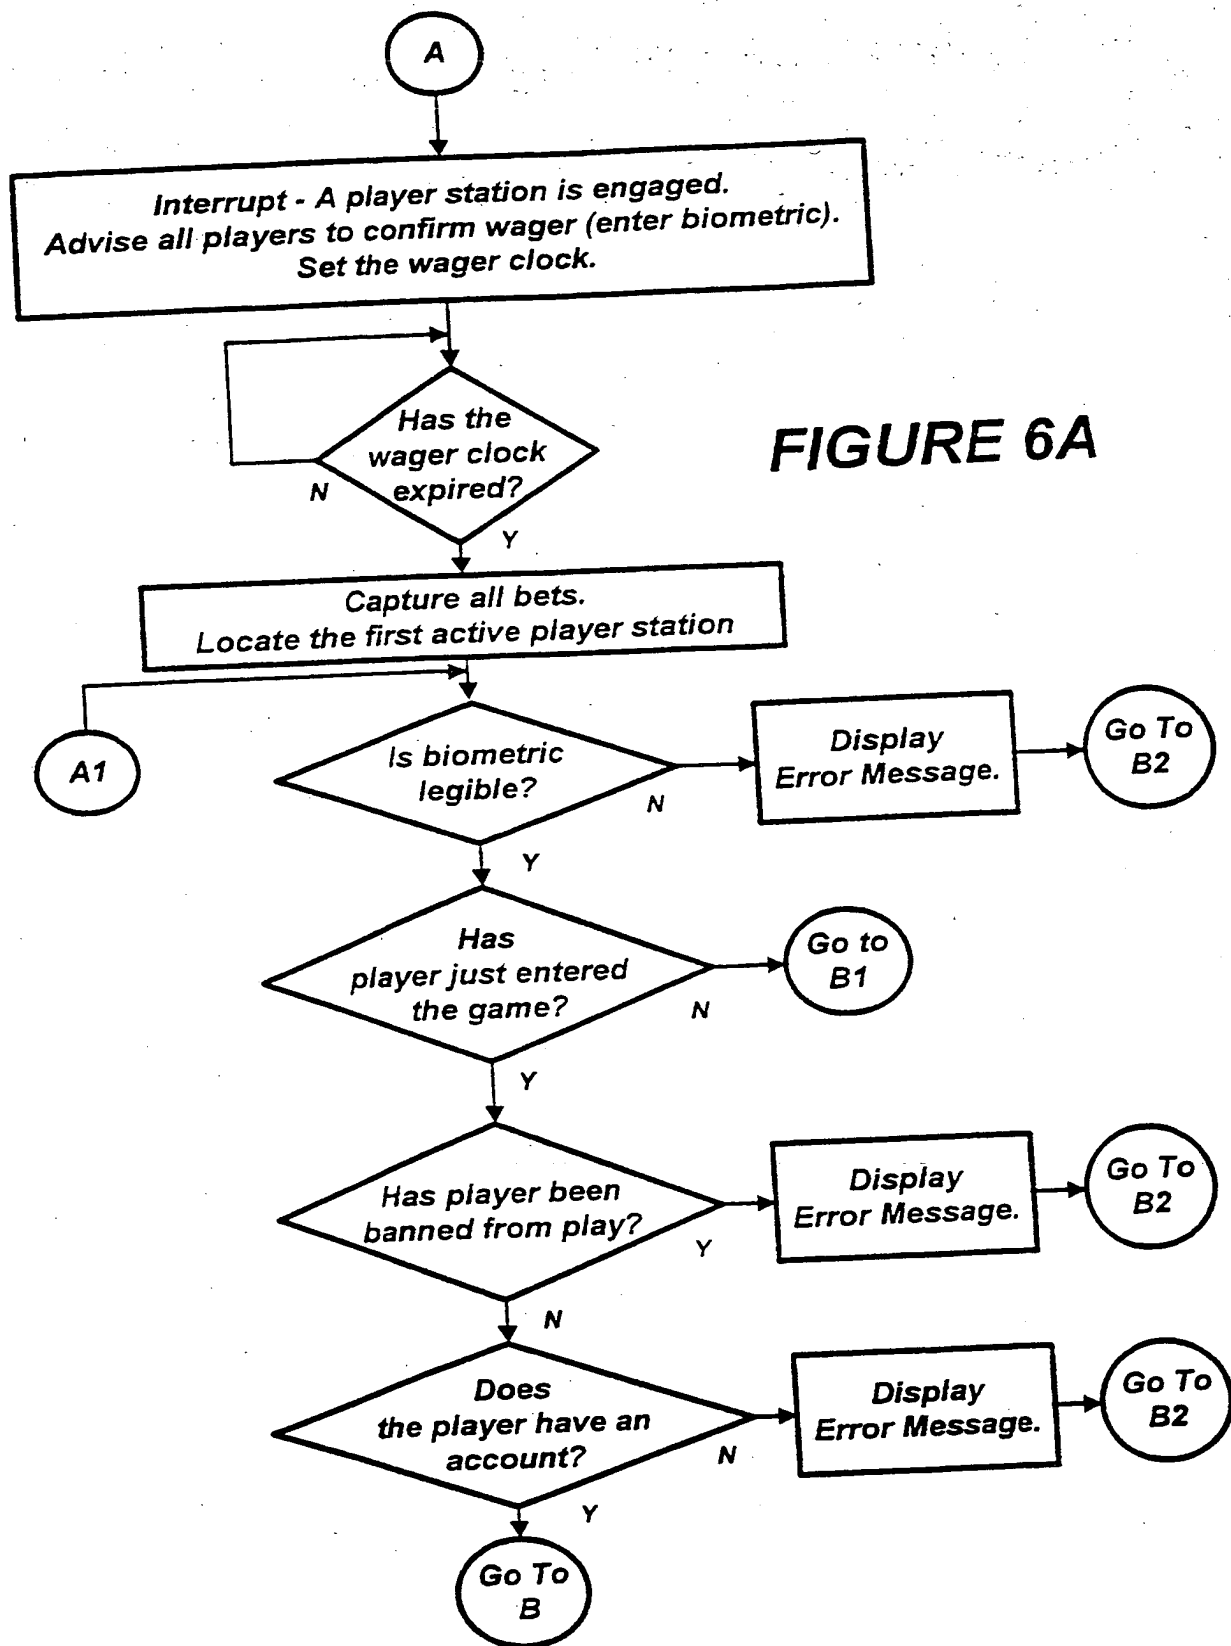 A
Interrupt - A player station is engaged.
Advise all players to confirm wager (enter biometric).
Set the wager clock.
Has the
wager clock
expired?
N
Y
FIGURE 6A
Capture all bets.
Locate the first active player station
A1
Is biometric
legible?
N
Y
Display
Error Message.
Go To
B2
Has
player just entered
the game?
N
Y
Go to
B1
Has player been
banned from play?
Y
N
Display
Error Message.
Go To
B2
Does
the player have an
account?
N
Y
Display
Error Message.
Go To
B2
Go To
B